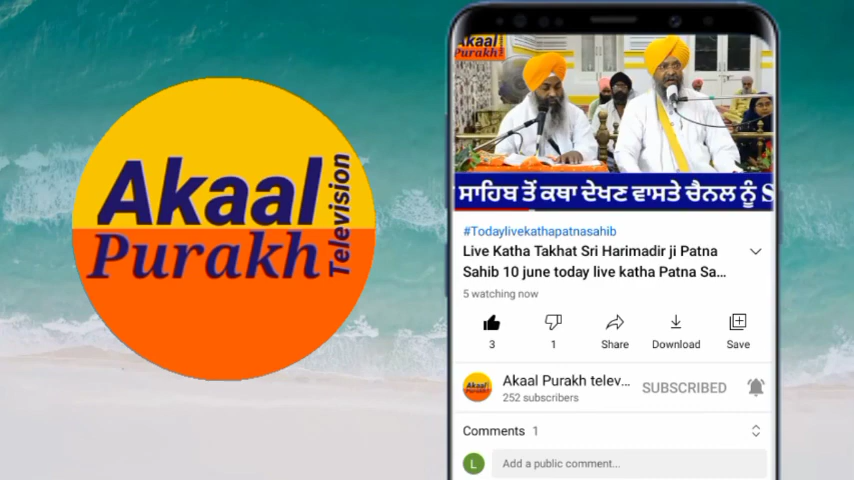 Akaal
Purakh
Television
Akaal
Purakh
ਸਾਹਿਬ ਤੋਂ ਕਥਾ ਦੇਖਣ ਵਾਸਤੇ ਚੈਨਲ ਨੂੰ S
#Todaylivekathapatnasahib
Live Katha Takhat Sri Harimadir ji Patna
Sahib 10 june today live katha Patna Sa...
5 watching now
3
1
Share
Download
Save
Akaal
Purakh
Akaal Purakh telev...
SUBSCRIBED
252 subscribers
Comments 1
L
Add a public comment...